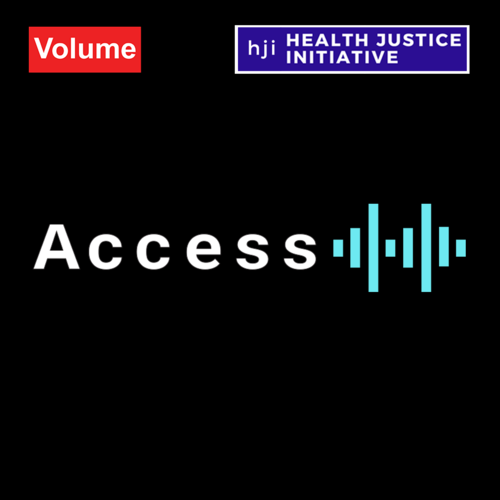 Volume
hji HEALTH JUSTICE
INITIATIVE
Access